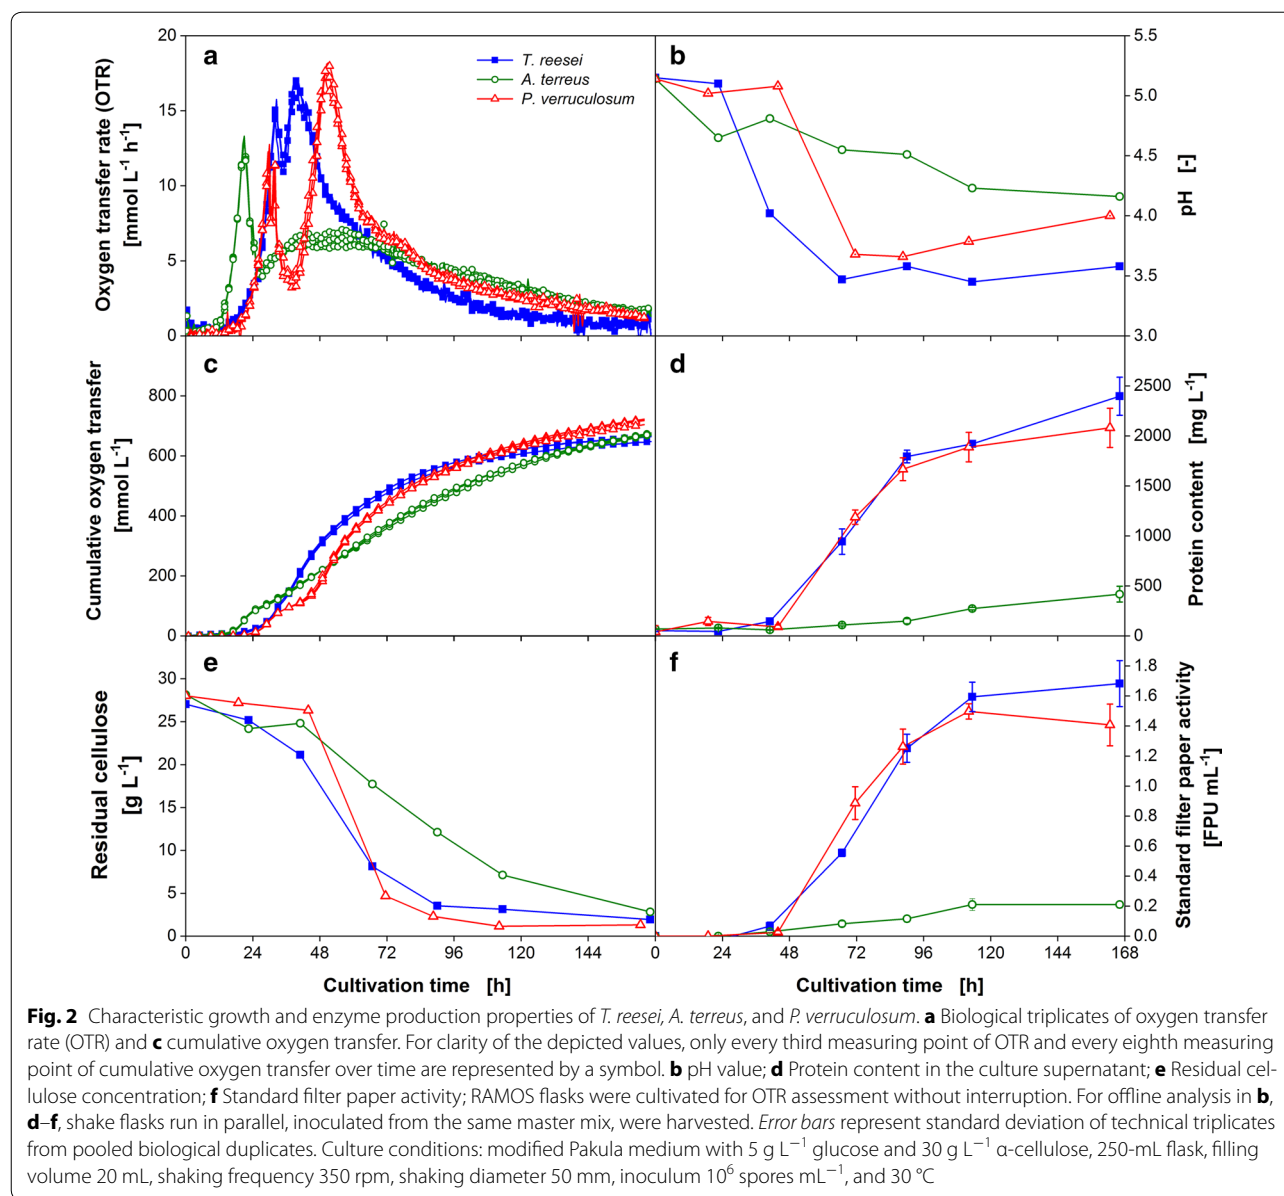 a
Oxygen transfer rate (OTR)
[mmol L⁻¹ h⁻¹]
20
15
10
5
0
T. reesei
A. terreus
P. verruculosum
b
5.5
5.0
4.5
4.0
3.5
3.0
pH [-]
c
Cumulative oxygen transfer
[mmol L⁻¹]
800
600
400
200
0
d
2500
2000
1500
1000
500
0
Protein content [mg L⁻¹]
e
Residual cellulose
[g L⁻¹]
30
25
20
15
10
5
0
0 24 48 72 96 120 144
Cultivation time [h]
f
1.8
1.6
1.4
1.2
1.0
0.8
0.6
0.4
0.2
0.0
Standard filter paper activity
[FPU mL⁻¹]
0 24 48 72 96 120 144 168
Cultivation time [h]
Fig. 2 Characteristic growth and enzyme production properties of T. reesei, A. terreus, and P. verruculosum. a Biological triplicates of oxygen transfer
rate (OTR) and c cumulative oxygen transfer. For clarity of the depicted values, only every third measuring point of OTR and every eighth measuring
point of cumulative oxygen transfer over time are represented by a symbol. b pH value; d Protein content in the culture supernatant; e Residual cel-
lulose concentration; f Standard filter paper activity; RAMOS flasks were cultivated for OTR assessment without interruption. For offline analysis in b,
d–f, shake flasks run in parallel, inoculated from the same master mix, were harvested. Error bars represent standard deviation of technical triplicates
from pooled biological duplicates. Culture conditions: modified Pakula medium with 5 g L⁻¹ glucose and 30 g L⁻¹ α-cellulose, 250-mL flask, filling
volume 20 mL, shaking frequency 350 rpm, shaking diameter 50 mm, inoculum 10⁶ spores mL⁻¹, and 30 °C